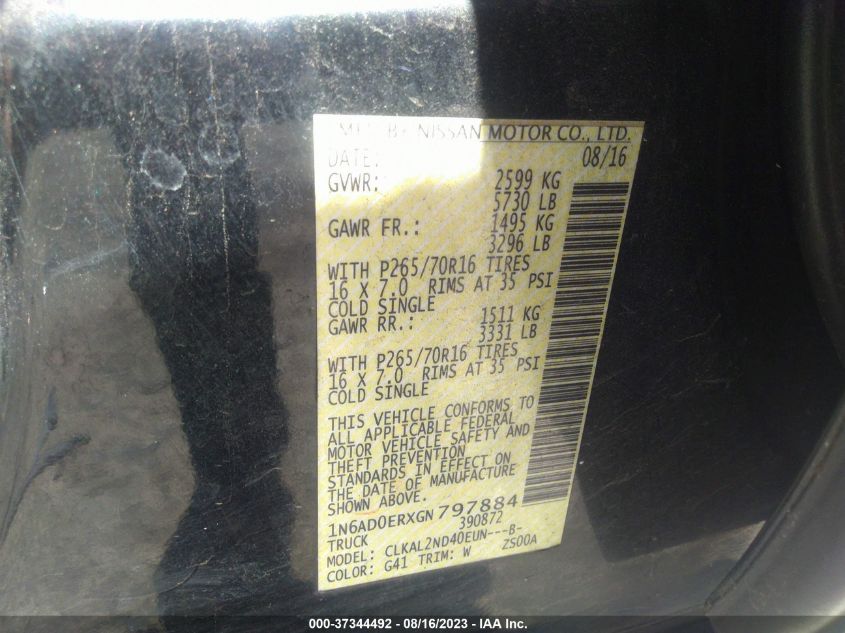 MFD BY NISSAN MOTOR CO., LTD.
DATE: 08/16
GVWR: 2599 KG
5730 LB
GAWR FR.: 1495 KG
3296 LB
WITH P265/70R16 TIRES
16 X 7.0 RIMS AT 35 PSI
COLD SINGLE
GAWR RR.: 1511 KG
3331 LB
WITH P265/70R16 TIRES
16 X 7.0 RIMS AT 35 PSI
COLD SINGLE
THIS VEHICLE CONFORMS TO
ALL APPLICABLE FEDERAL
MOTOR VEHICLE SAFETY AND
THEFT PREVENTION
STANDARDS IN EFFECT ON
THE DATE OF MANUFACTURE
SHOWN ABOVE.
1N6AD0ERXGN797884
TRUCK 390872
MODEL: CLKAL2ND40EUN---B-
COLOR: G41 TRIM: W ZS00A
000-37344492 - 08/16/2023 - IAA Inc.